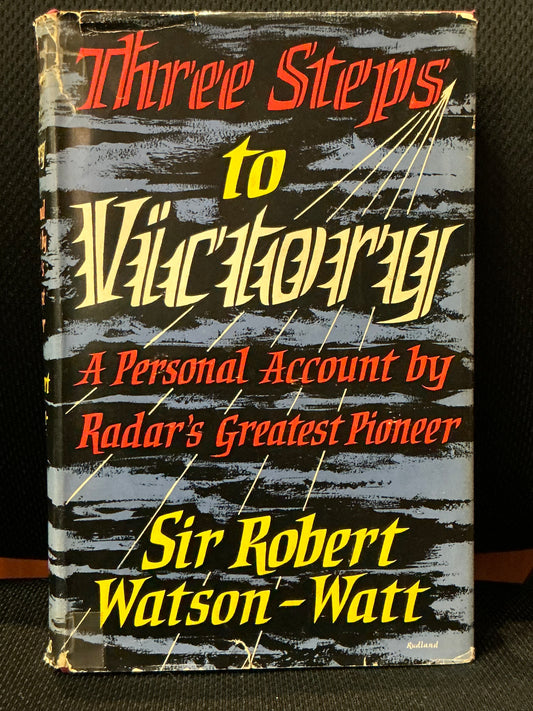 Three Steps
to
Victory
A Personal Account by
Radar's Greatest Pioneer
Sir Robert
Watson-Watt
Rudland